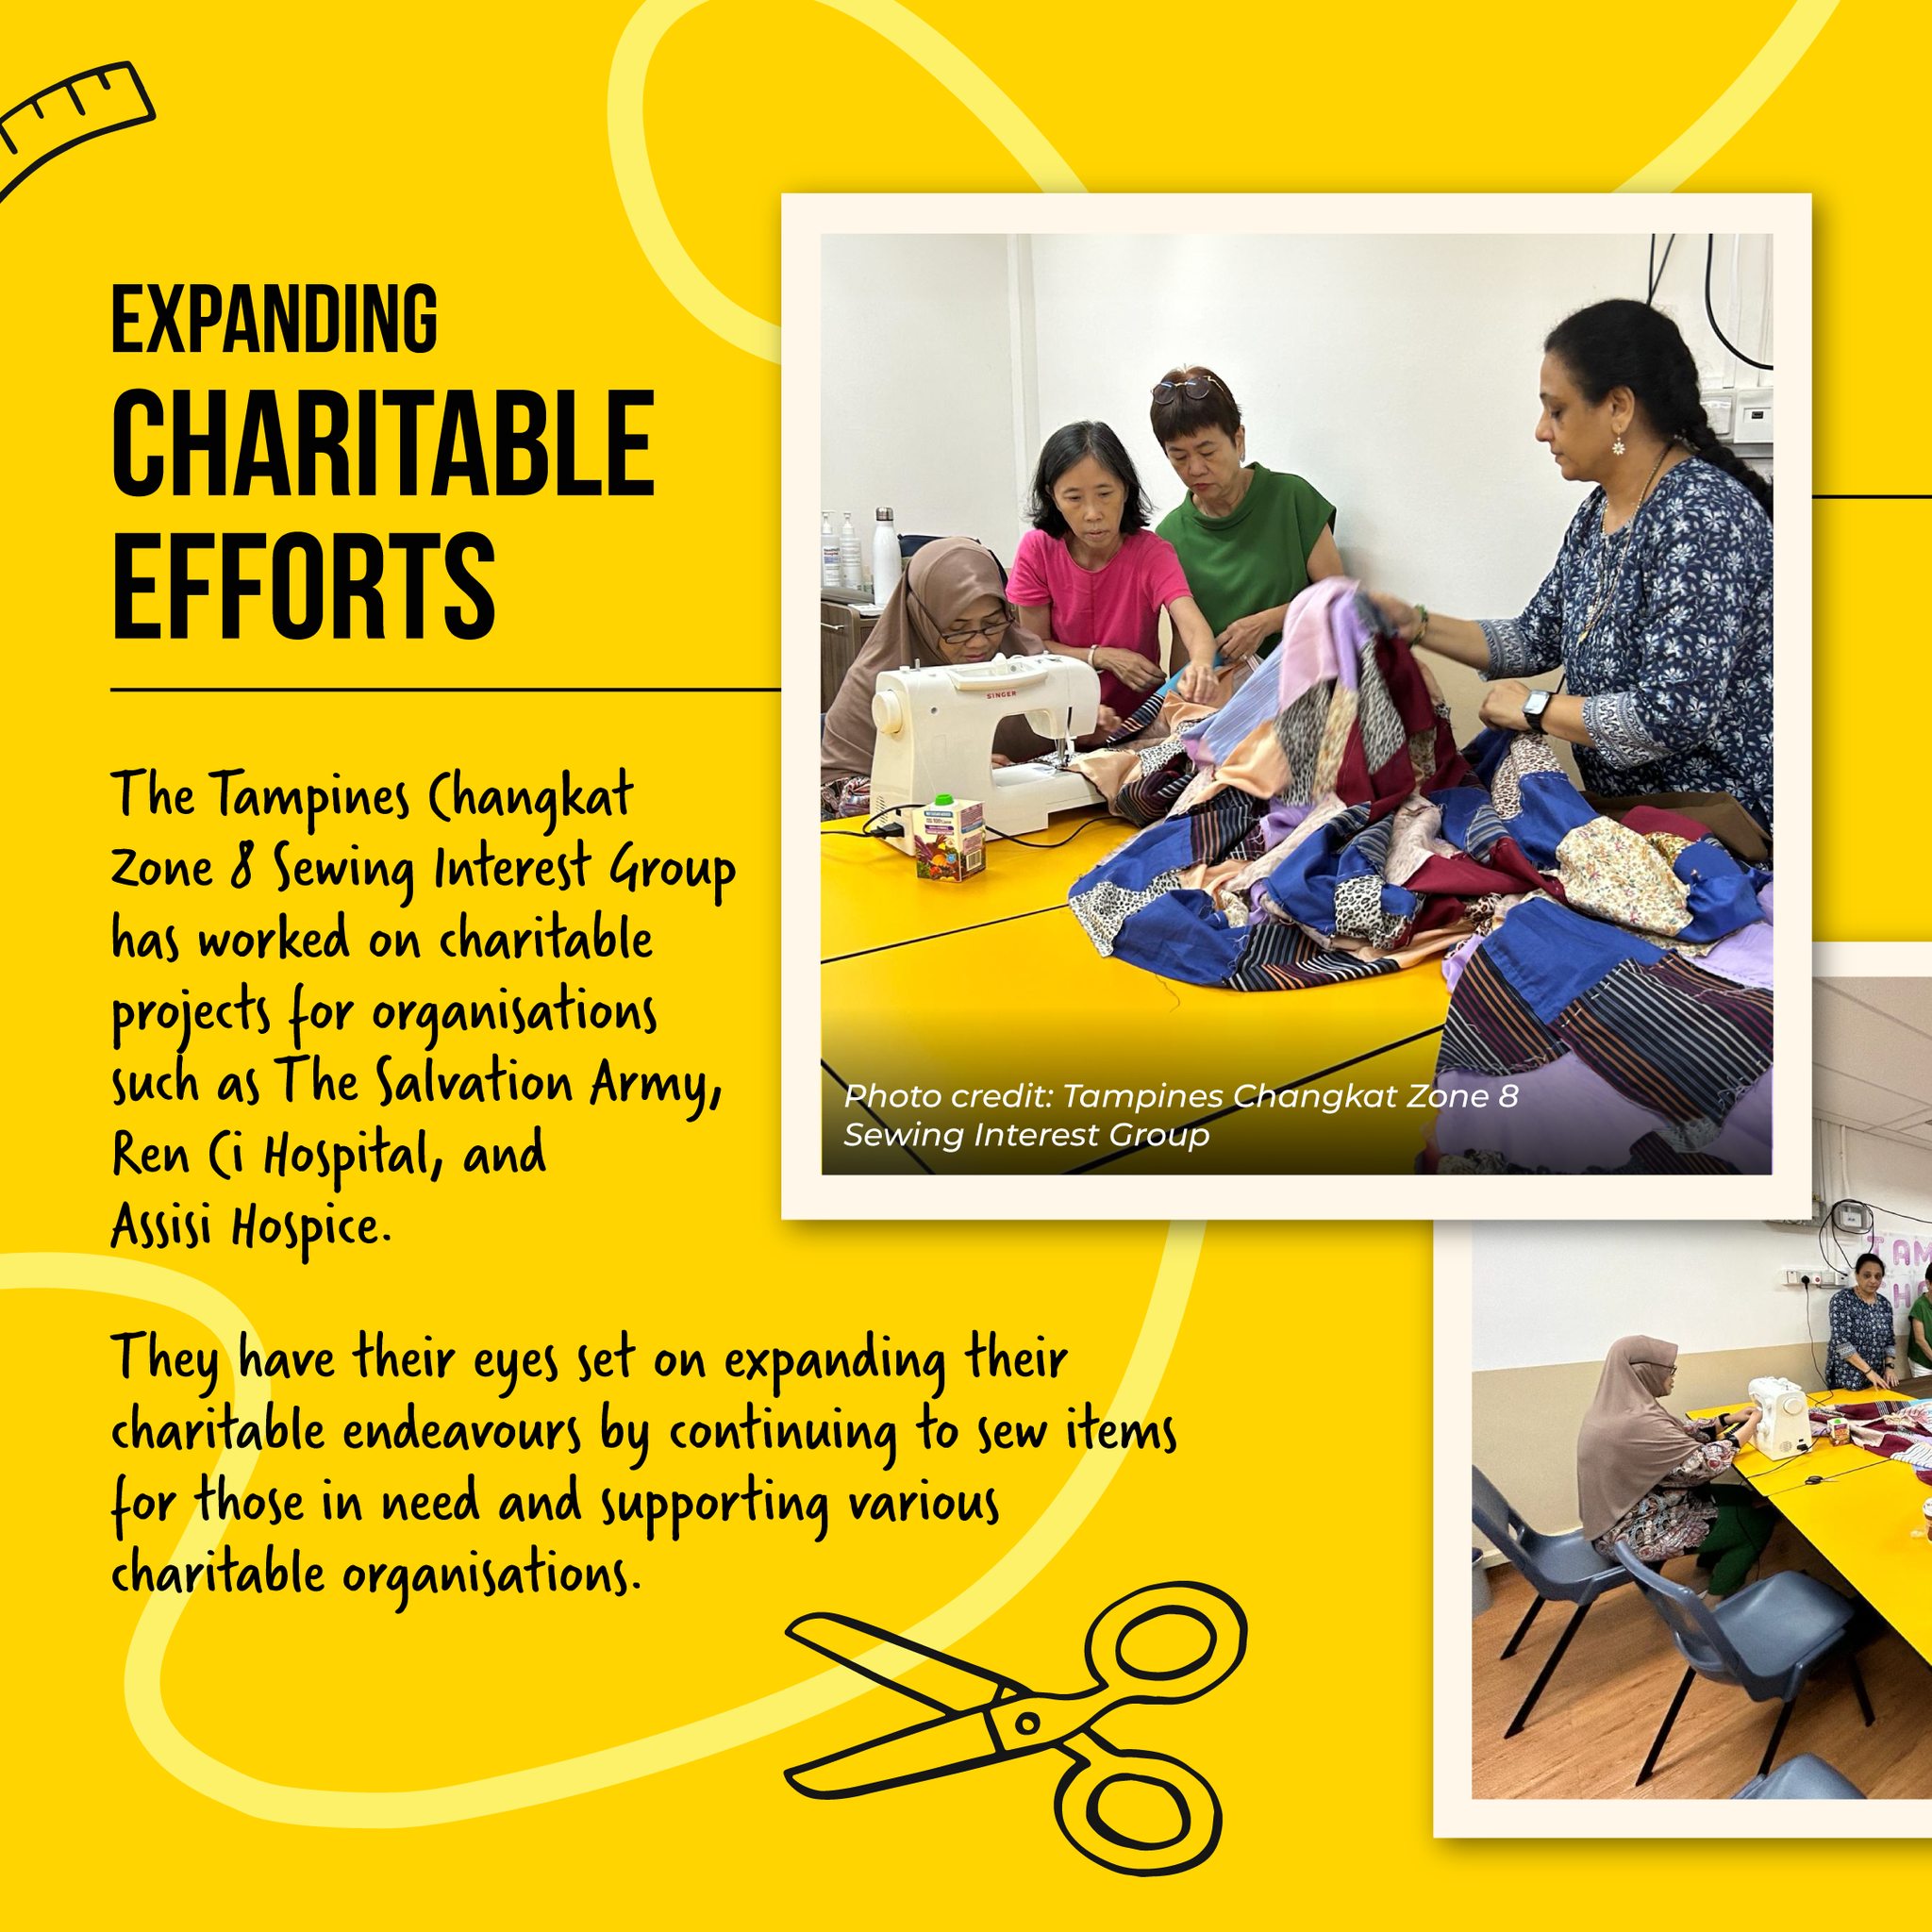 EXPANDING
CHARITABLE
EFFORTS
The Tampines Changkat
Zone 8 Sewing Interest Group
has worked on charitable
projects for organisations
such as The Salvation Army,
Ren Ci Hospital, and
Assisi Hospice.
They have their eyes set on expanding their
charitable endeavours by continuing to sew items
for those in need and supporting various
charitable organisations.
SINGER
Photo credit: Tampines Changkat Zone 8
Sewing Interest Group